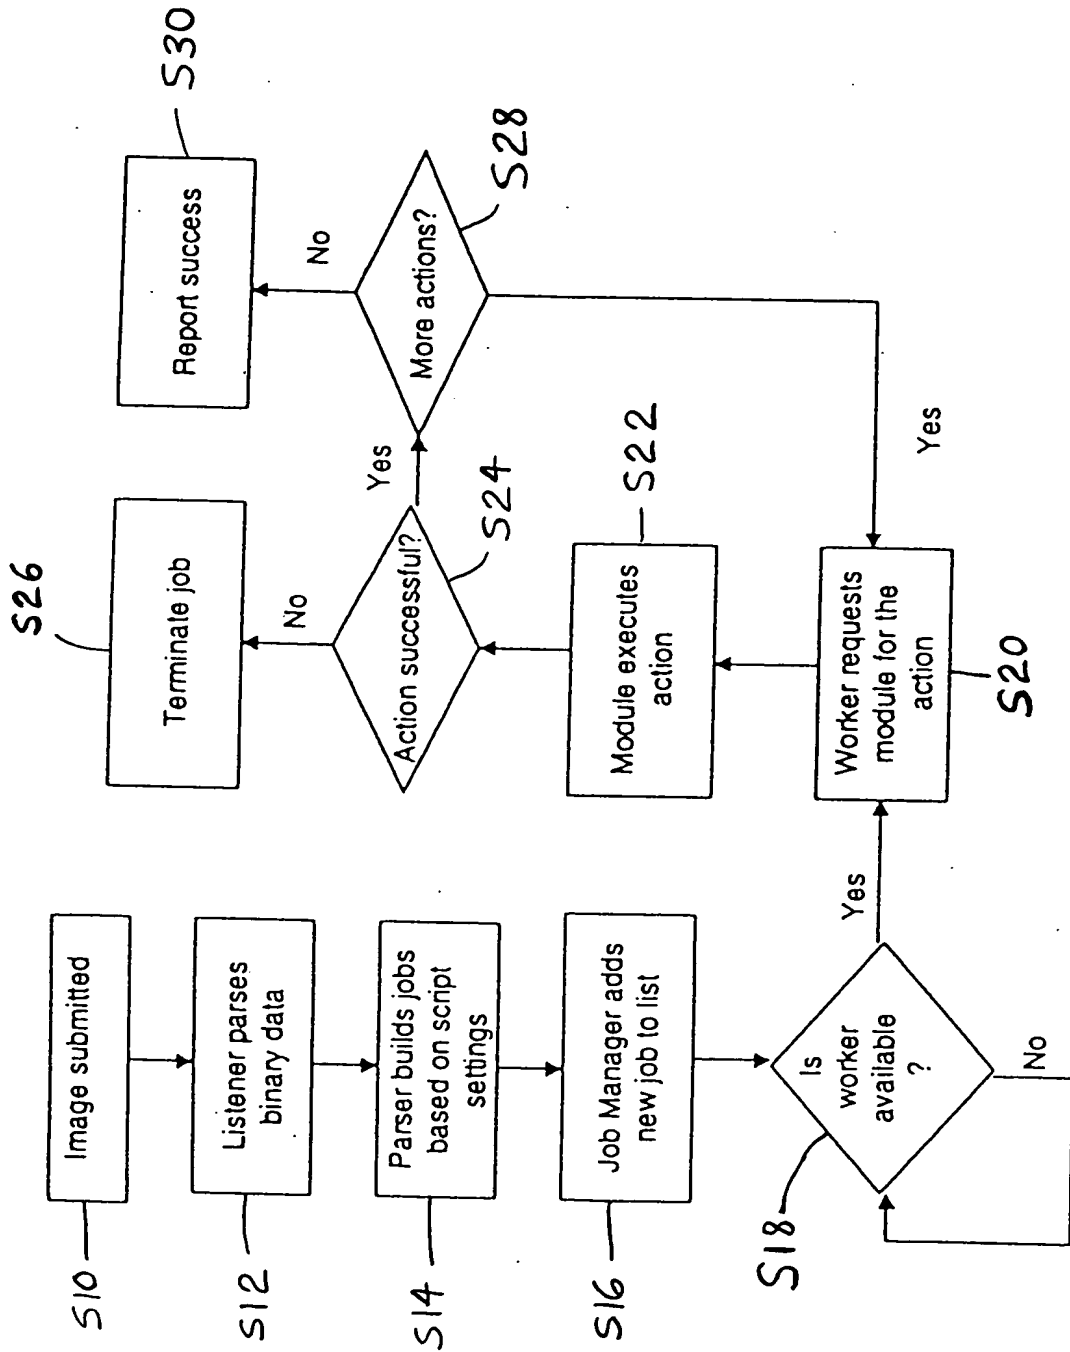 S10
Image submitted
S12
Listener parses
binary data
S14
Parser builds jobs
based on script
settings
S16
Job Manager adds
new job to list
S18
Is
worker
available
?
No
Yes
S20
Worker requests
module for the
action
S22
Module executes
action
S24
Action successful?
No
S26
Terminate job
Yes
S28
More actions?
Yes
No
S30
Report success